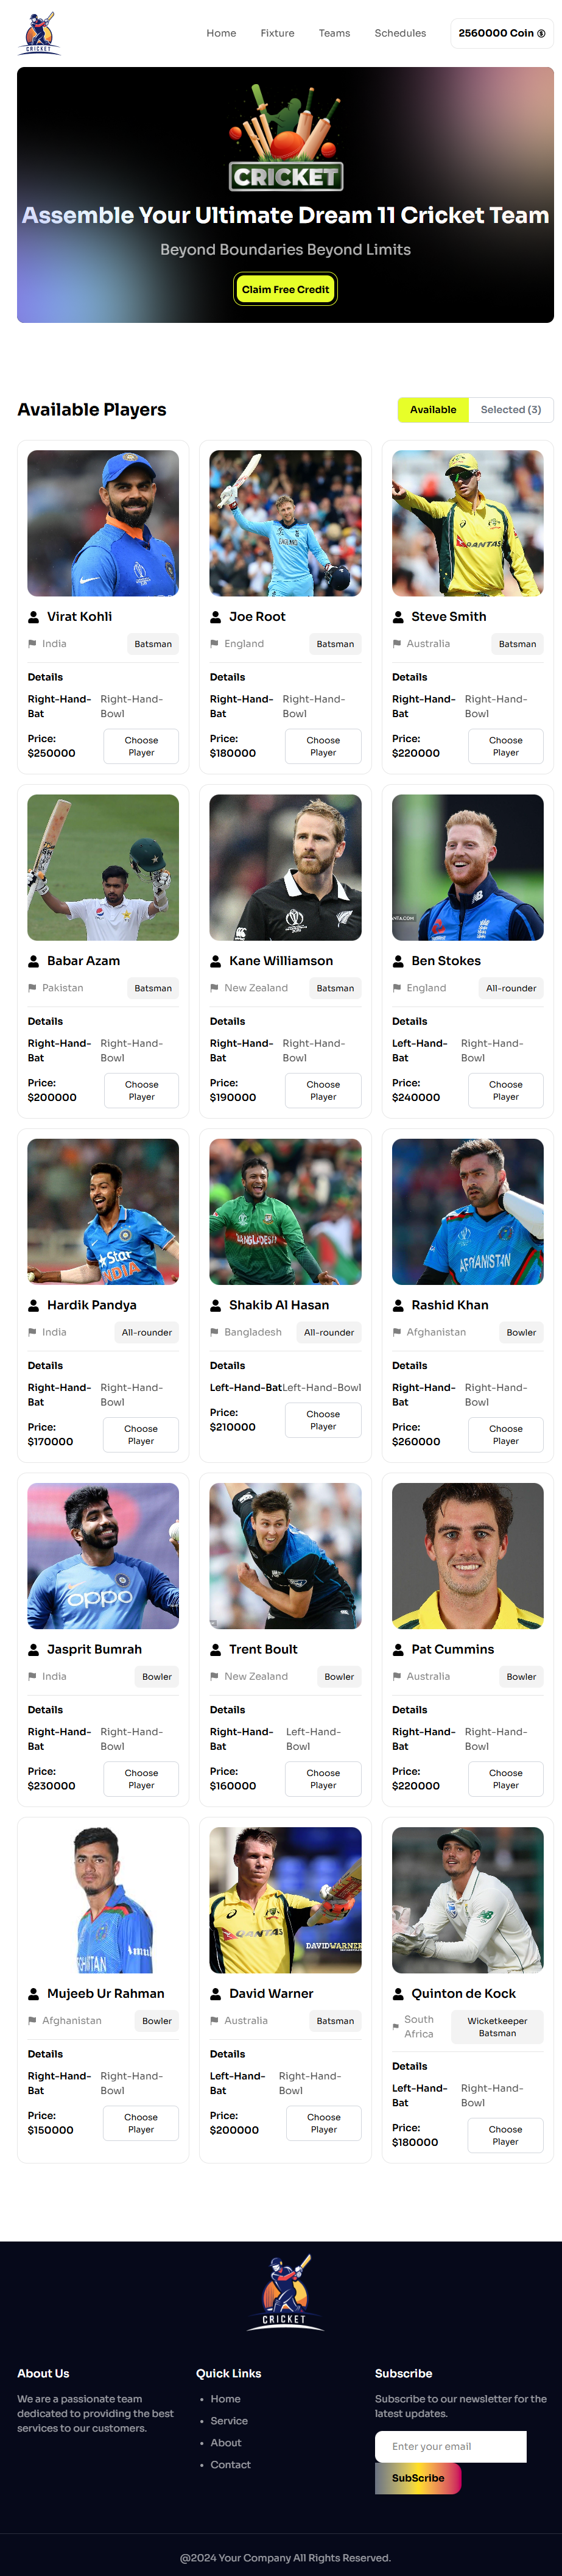 CRICKET
Home Fixture Teams Schedules 2560000 Coin
CRICKET
Assemble Your Ultimate Dream 11 Cricket Team
Beyond Boundaries Beyond Limits
Claim Free Credit
Available Players
Available Selected (3)
ENGLAND
QANTAS
Virat Kohli
India Batsman
Details
Right-Hand-
Bat
Right-Hand-
Bowl
Price:
$250000
Choose
Player
Joe Root
England Batsman
Details
Right-Hand-
Bat
Right-Hand-
Bowl
Price:
$180000
Choose
Player
Steve Smith
Australia Batsman
Details
Right-Hand-
Bat
Right-Hand-
Bowl
Price:
$220000
Choose
Player
Babar Azam
Pakistan Batsman
Details
Right-Hand-
Bat
Right-Hand-
Bowl
Price:
$200000
Choose
Player
Kane Williamson
New Zealand Batsman
Details
Right-Hand-
Bat
Right-Hand-
Bowl
Price:
$190000
Choose
Player
Ben Stokes
England All-rounder
Details
Left-Hand-
Bat
Right-Hand-
Bowl
Price:
$240000
Choose
Player
Star
INDIA
BANGLADESH
AFGHANISTAN
Hardik Pandya
India All-rounder
Details
Right-Hand-
Bat
Right-Hand-
Bowl
Price:
$170000
Choose
Player
Shakib Al Hasan
Bangladesh All-rounder
Details
Left-Hand-Bat Left-Hand-Bowl
Price:
$210000
Choose
Player
Rashid Khan
Afghanistan Bowler
Details
Right-Hand-
Bat
Right-Hand-
Bowl
Price:
$260000
Choose
Player
oppo
Jasprit Bumrah
India Bowler
Details
Right-Hand-
Bat
Right-Hand-
Bowl
Price:
$230000
Choose
Player
Trent Boult
New Zealand Bowler
Details
Right-Hand-
Bat
Left-Hand-
Bowl
Price:
$160000
Choose
Player
Pat Cummins
Australia Bowler
Details
Right-Hand-
Bat
Right-Hand-
Bowl
Price:
$220000
Choose
Player
QANTAS
DAVIDWARNER
Mujeeb Ur Rahman
Afghanistan Bowler
Details
Right-Hand-
Bat
Right-Hand-
Bowl
Price:
$150000
Choose
Player
David Warner
Australia Batsman
Details
Left-Hand-
Bat
Right-Hand-
Bowl
Price:
$200000
Choose
Player
Quinton de Kock
South
Africa
Wicketkeeper
Batsman
Details
Left-Hand-
Bat
Right-Hand-
Bowl
Price:
$180000
Choose
Player
CRICKET
About Us
We are a passionate team
dedicated to providing the best
services to our customers.
Quick Links
Home
Service
About
Contact
Subscribe
Subscribe to our newsletter for the
latest updates.
Enter your email
SubScribe
@2024 Your Company All Rights Reserved.